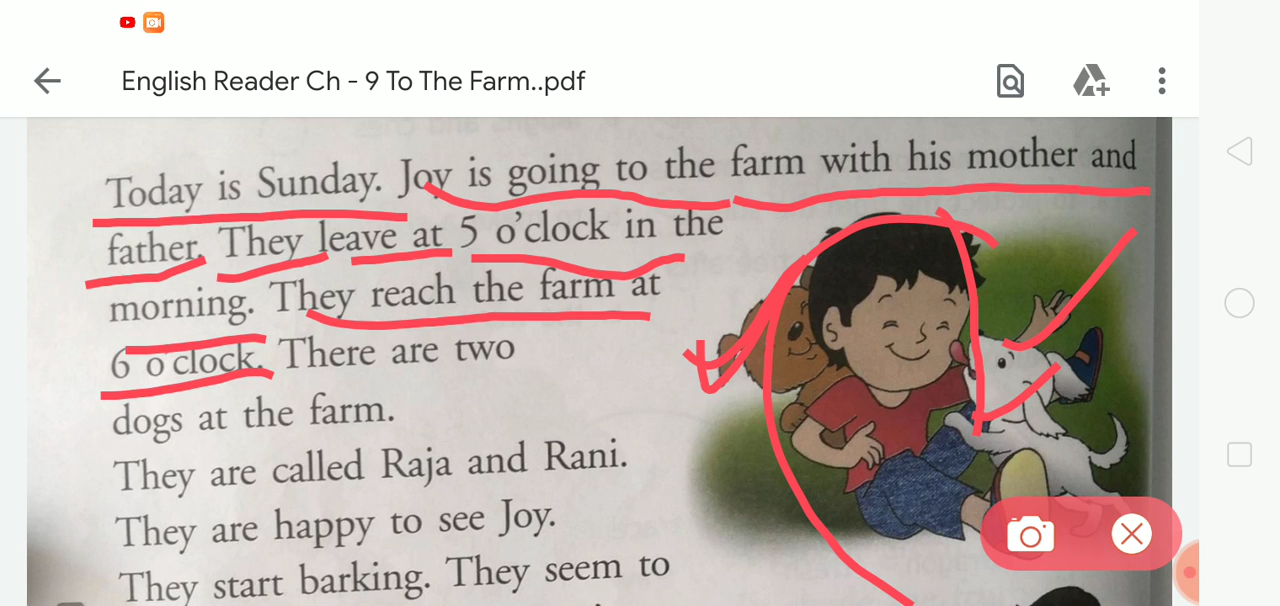 English Reader Ch - 9 To The Farm..pdf
Today is Sunday. Joy is going to the farm with his mother and
father. They leave at 5 o'clock in the
morning. They reach the farm at
6 o'clock. There are two
dogs at the farm.
They are called Raja and Rani.
They are happy to see Joy.
They start barking. They seem to